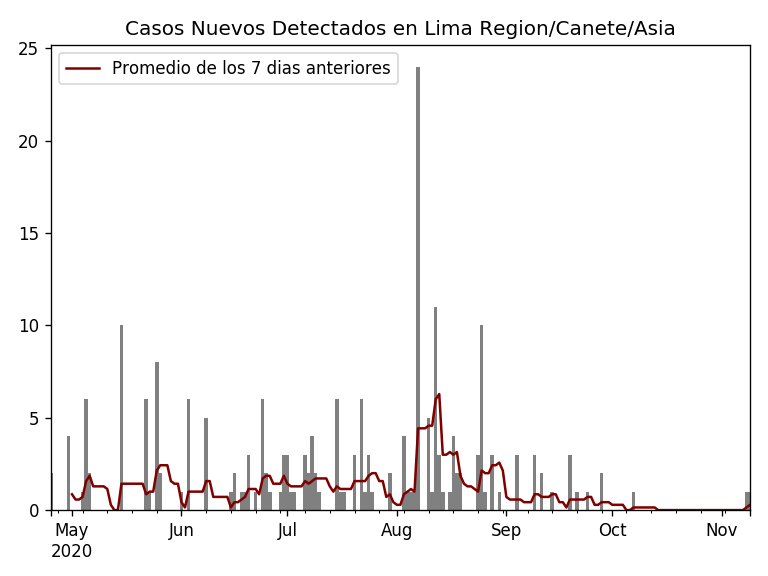 Casos Nuevos Detectados en Lima Region/Canete/Asia
Promedio de los 7 dias anteriores
25
20
15
10
5
0
May Jun Jul Aug Sep Oct Nov
2020